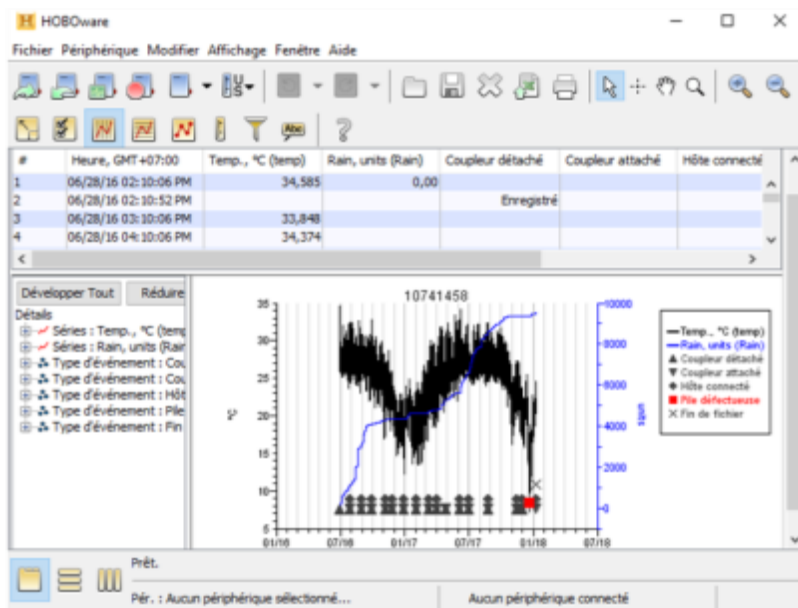 HOBOware
Fichier Périphérique Modifier Affichage Fenêtre Aide
Abc
?
# Heure, GMT+07:00 Temp., °C (temp) Rain, units (Rain) Coupleur détaché Coupleur attaché Hôte connecté
1 06/28/16 02:10:06 PM 34,585 0,00
2 06/28/16 02:10:52 PM Enregistré
3 06/28/16 03:10:06 PM 33,848
4 06/28/16 04:10:06 PM 34,374
Développer Tout Réduire
Détails
Séries : Temp., °C (temp
Séries : Rain, units (Rain
Type d'événement : Cou
Type d'événement : Cou
Type d'événement : Hôt
Type d'événement : Pile
Type d'événement : Fin
10741458
35
30
25
20
15
10
5
°C
10000
8000
6000
4000
2000
0
units
01/16 07/16 01/17 07/17 01/18 07/18
Temp., °C (temp)
Rain, units (Rain)
Coupleur détaché
Coupleur attaché
Hôte connecté
Pile défectueuse
Fin de fichier
Prêt.
Pér. : Aucun périphérique sélectionné... Aucun périphérique connecté